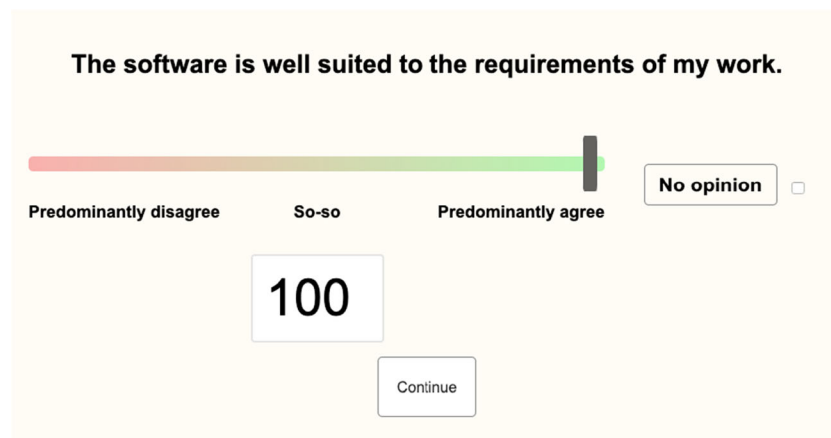 The software is well suited to the requirements of my work.
No opinion
Predominantly disagree So-so Predominantly agree
100
Continue